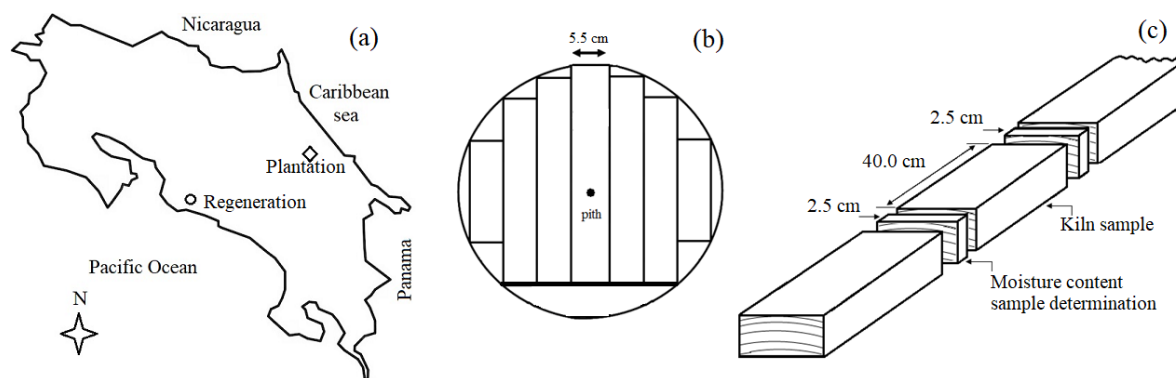 Nicaragua
(a)
Caribbean
sea
Plantation
Regeneration
Pacific Ocean
Panama
N
5.5 cm
(b)
pith
(c)
2.5 cm
40.0 cm
2.5 cm
Kiln sample
Moisture content
sample determination